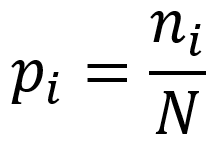 p_i = n_i / N